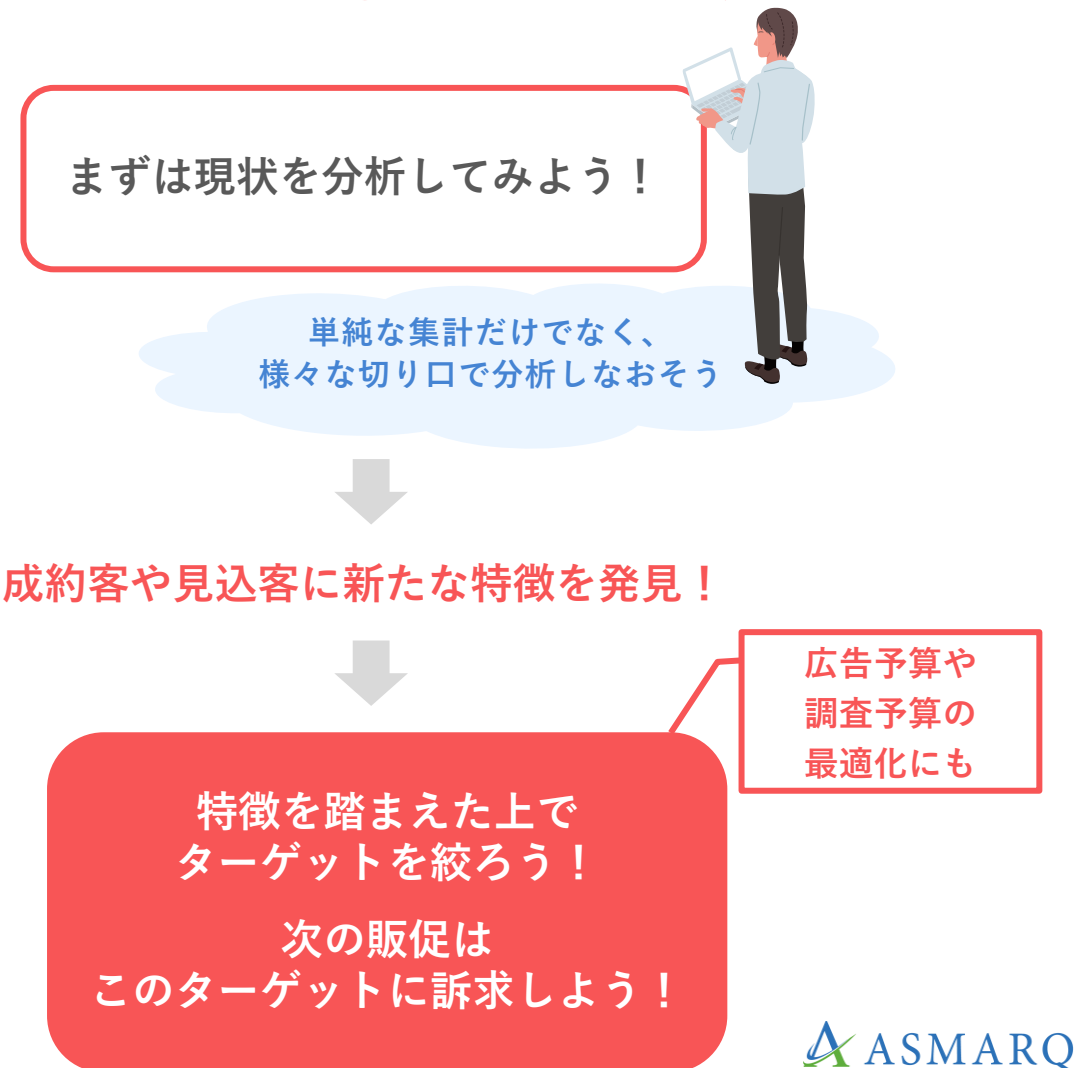 まずは現状を分析してみよう！
単純な集計だけでなく、
様々な切り口で分析しなおそう
成約客や見込客に新たな特徴を発見！
広告予算や
調査予算の
最適化にも
特徴を踏まえた上で
ターゲットを絞ろう！
次の販促は
このターゲットに訴求しよう！
ASMARQ